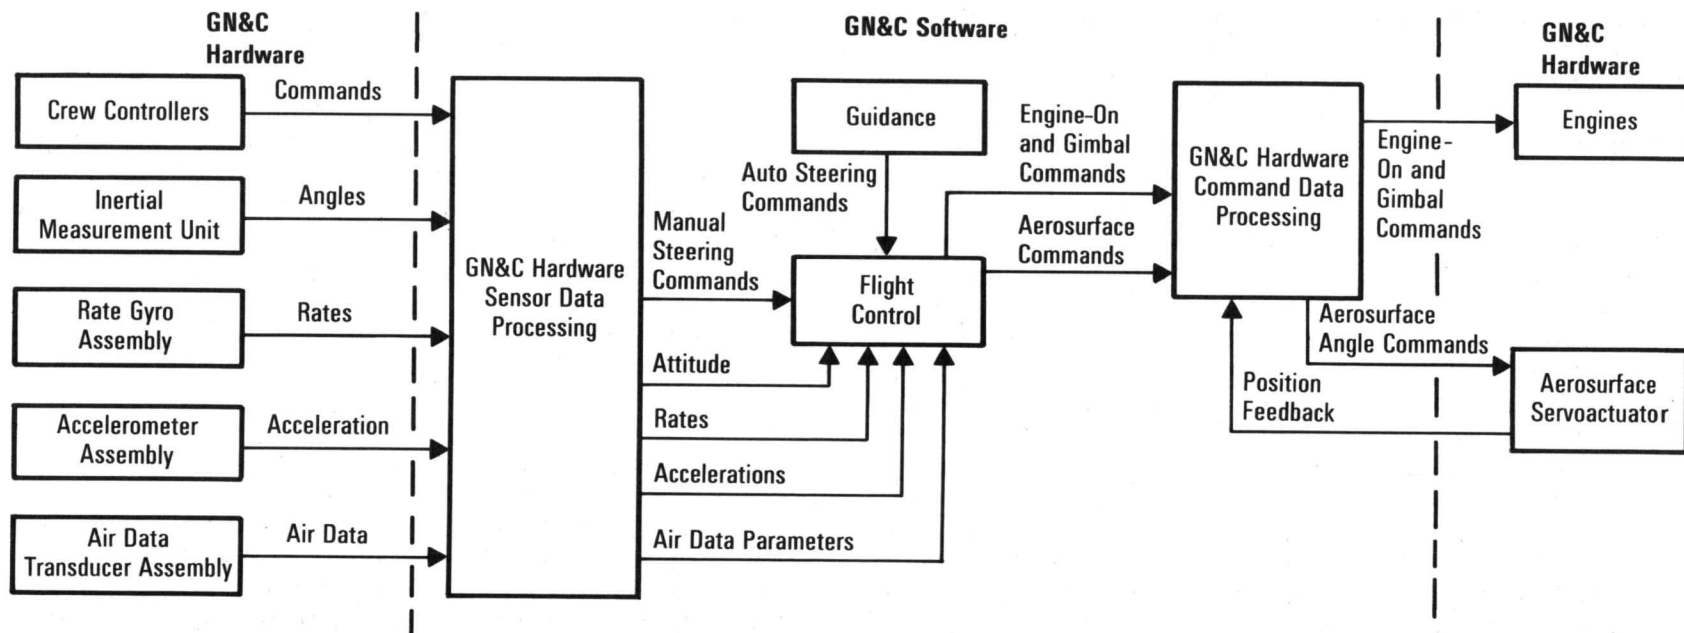 GN&C
Hardware
GN&C Software
GN&C
Hardware
Crew Controllers
Commands
Inertial
Measurement Unit
Angles
Rate Gyro
Assembly
Rates
Accelerometer
Assembly
Acceleration
Air Data
Transducer Assembly
Air Data
GN&C Hardware
Sensor Data
Processing
Manual
Steering
Commands
Attitude
Rates
Accelerations
Air Data Parameters
Guidance
Auto Steering
Commands
Flight
Control
Engine-On
and Gimbal
Commands
Aerosurface
Commands
GN&C Hardware
Command Data
Processing
Engine-
On and
Gimbal
Commands
Aerosurface
Angle Commands
Position
Feedback
Engines
Aerosurface
Servoactuator